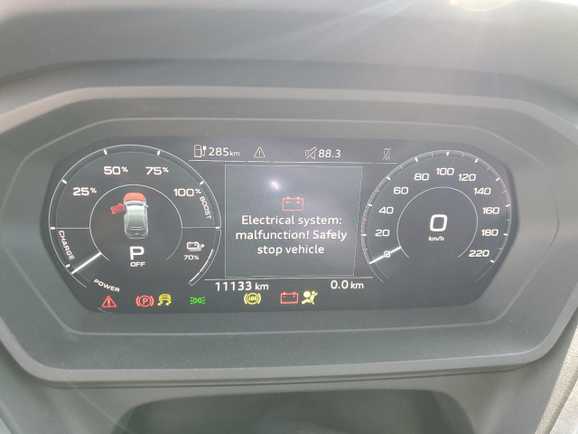 285km
88.3
25%
50%
75%
100%
BOOST
CHARGE
POWER
P
OFF
70%
Electrical system:
malfunction! Safely
stop vehicle
0
20
40
60
80
100
120
140
160
180
200
220
0
km/h
11133 km
0.0 km